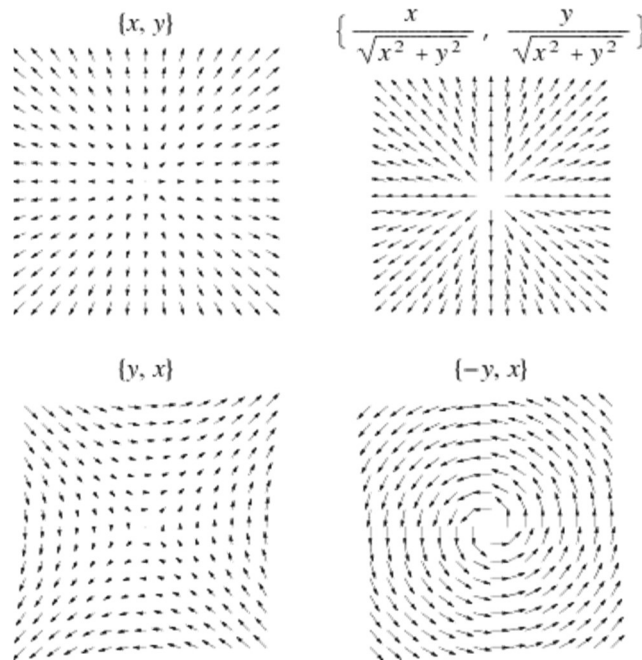 {x, y}
{ x / √(x² + y²) , y / √(x² + y²) }
{y, x}
{−y, x}